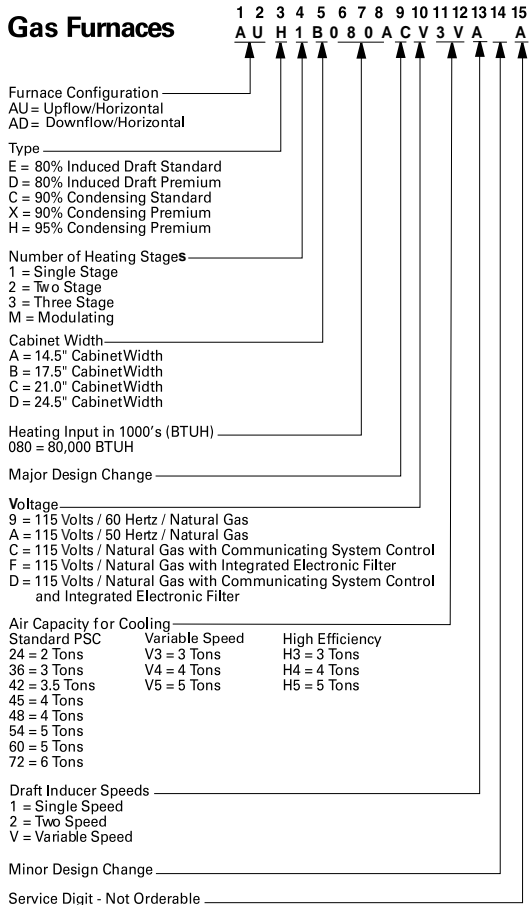 1 2 3 4 5 6 7 8 9 10 11 12 13 14 15
Gas Furnaces A U H 1 B 0 8 0 A C V 3 V A A
Furnace Configuration
AU = Upflow/Horizontal
AD = Downflow/Horizontal
Type
E = 80% Induced Draft Standard
D = 80% Induced Draft Premium
C = 90% Condensing Standard
X = 90% Condensing Premium
H = 95% Condensing Premium
Number of Heating Stages
1 = Single Stage
2 = Two Stage
3 = Three Stage
M = Modulating
Cabinet Width
A = 14.5" Cabinet Width
B = 17.5" Cabinet Width
C = 21.0" Cabinet Width
D = 24.5" Cabinet Width
Heating Input in 1000's (BTUH)
080 = 80,000 BTUH
Major Design Change
Voltage
9 = 115 Volts / 60 Hertz / Natural Gas
A = 115 Volts / 50 Hertz / Natural Gas
C = 115 Volts / Natural Gas with Communicating System Control
F = 115 Volts / Natural Gas with Integrated Electronic Filter
D = 115 Volts / Natural Gas with Communicating System Control
and Integrated Electronic Filter
Air Capacity for Cooling
Standard PSC Variable Speed High Efficiency
24 = 2 Tons V3 = 3 Tons H3 = 3 Tons
36 = 3 Tons V4 = 4 Tons H4 = 4 Tons
42 = 3.5 Tons V5 = 5 Tons H5 = 5 Tons
45 = 4 Tons
48 = 4 Tons
54 = 5 Tons
60 = 5 Tons
72 = 6 Tons
Draft Inducer Speeds
1 = Single Speed
2 = Two Speed
V = Variable Speed
Minor Design Change
Service Digit - Not Orderable